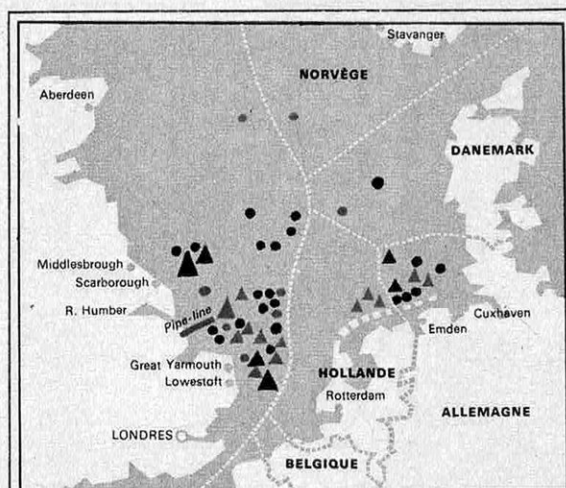 Stavanger
NORVÈGE
Aberdeen
DANEMARK
Middlesbrough
Scarborough
R. Humber
Pipe-line
Cuxhaven
Emden
Great Yarmouth
Lowestoft
HOLLANDE
Rotterdam
ALLEMAGNE
LONDRES
BELGIQUE